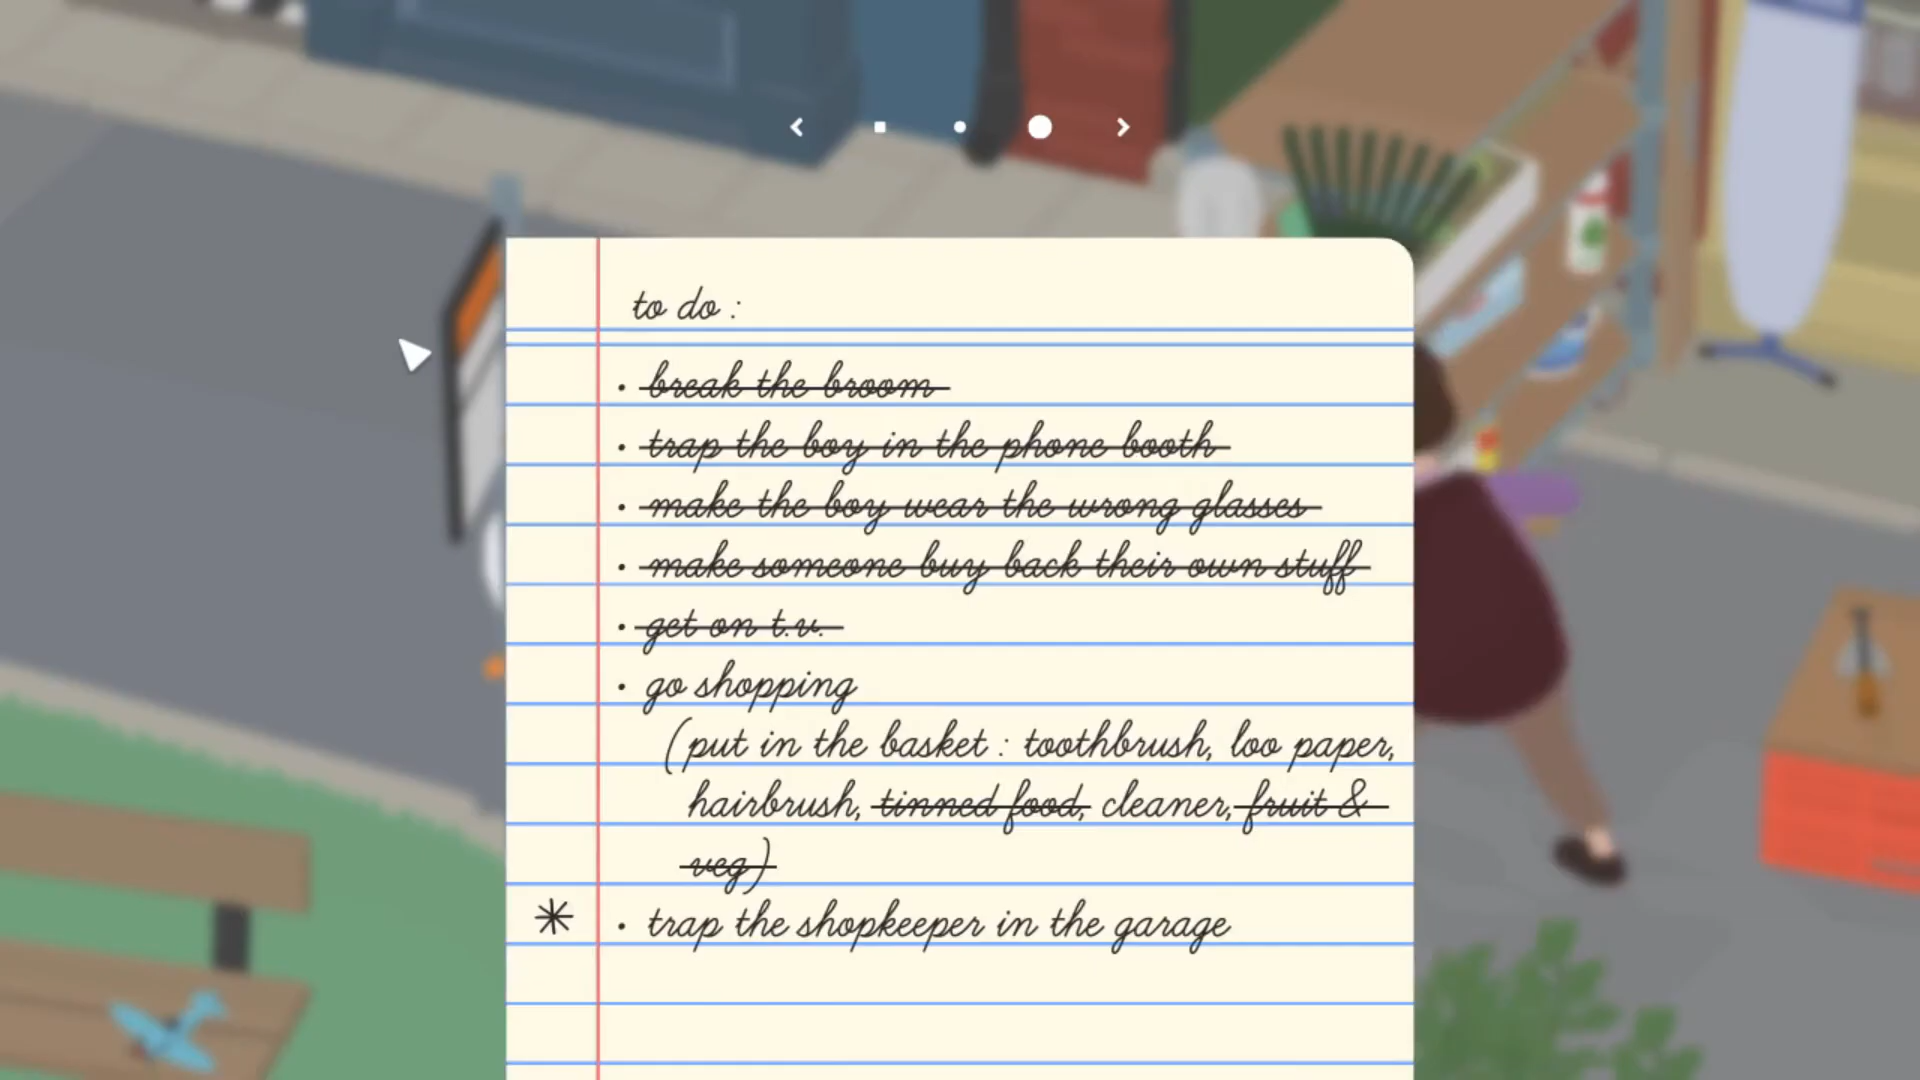 to do :
• break the broom
• trap the boy in the phone booth
• make the boy wear the wrong glasses
• make someone buy back their own stuff
• get on t.v.
• go shopping
(put in the basket : toothbrush, loo paper,
hairbrush, tinned food, cleaner, fruit &
veg)
* • trap the shopkeeper in the garage